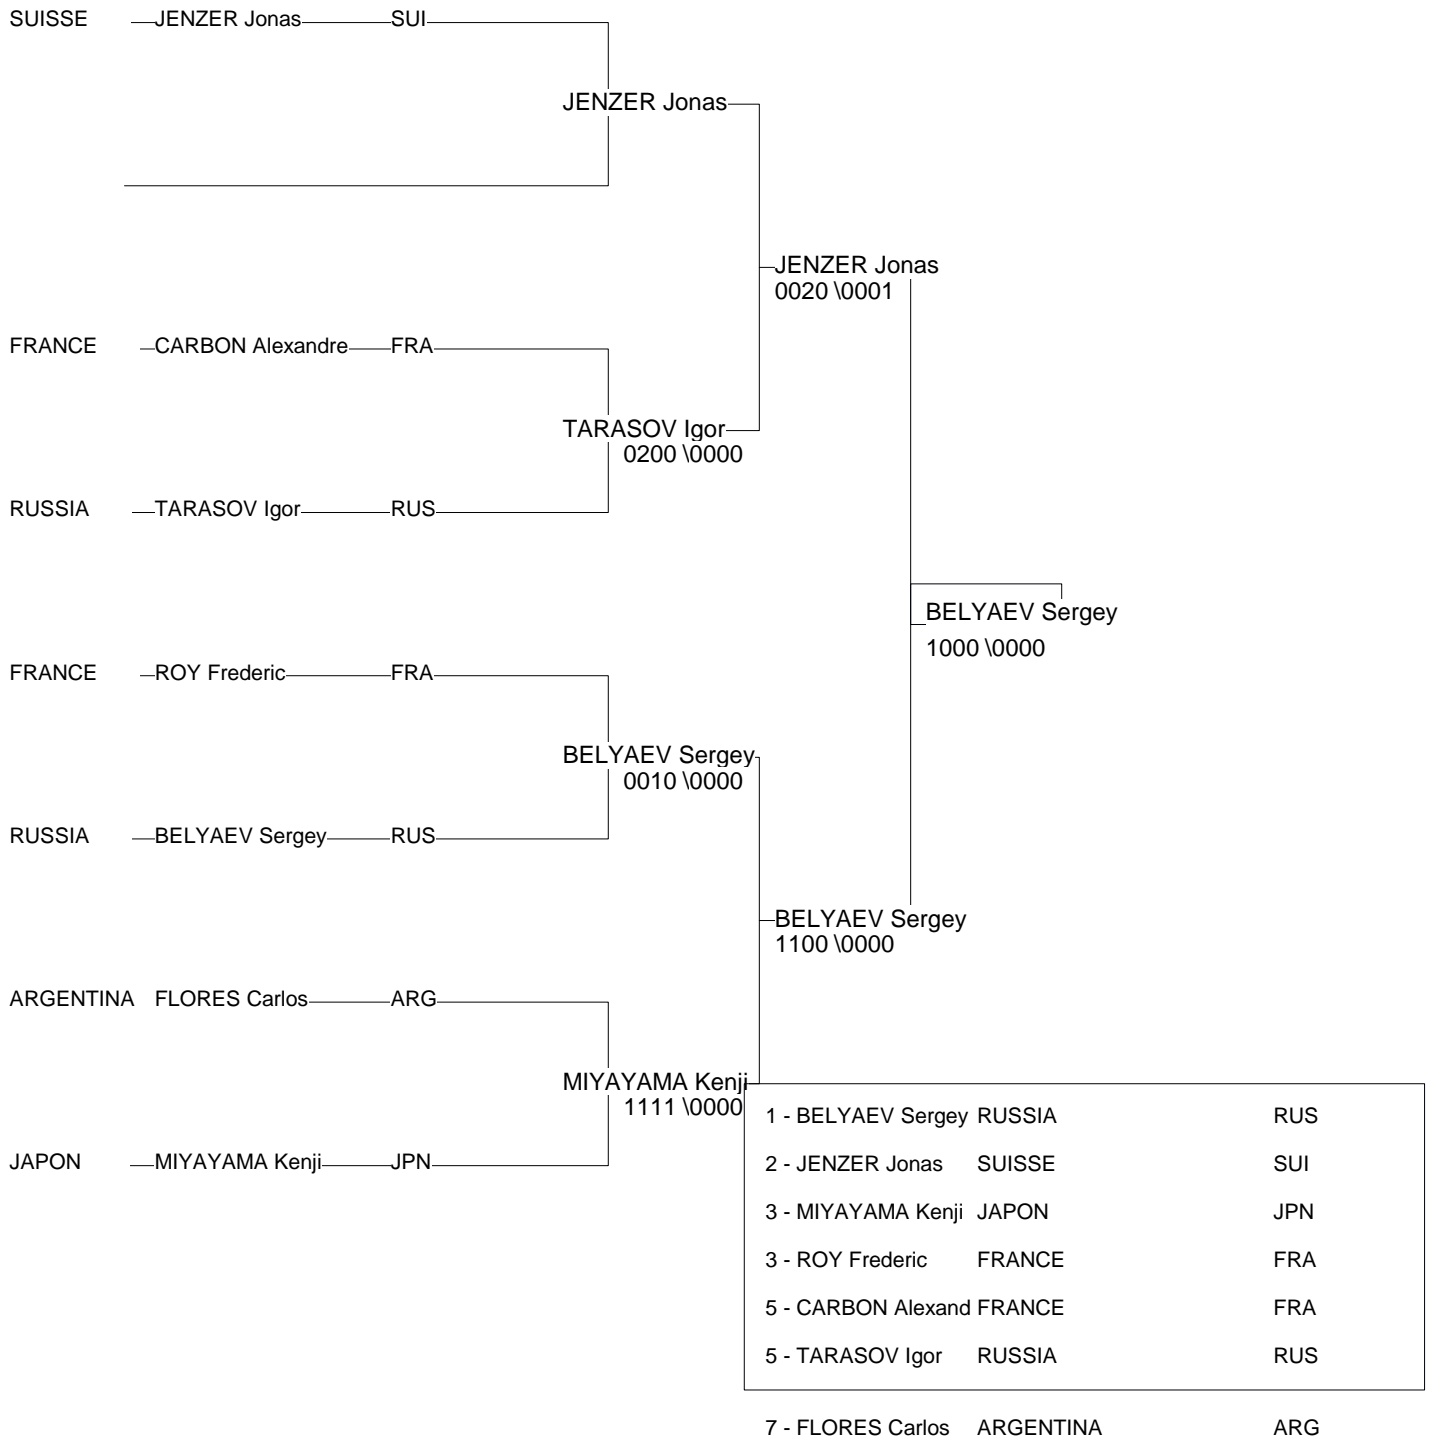 SUISSE JENZER Jonas SUI
JENZER Jonas
JENZER Jonas
0020 \0001
FRANCE CARBON Alexandre FRA
TARASOV Igor
0200 \0000
RUSSIA TARASOV Igor RUS
BELYAEV Sergey
1000 \0000
FRANCE ROY Frederic FRA
BELYAEV Sergey
0010 \0000
RUSSIA BELYAEV Sergey RUS
BELYAEV Sergey
1100 \0000
ARGENTINA FLORES Carlos ARG
MIYAYAMA Kenji
1111 \0000
JAPON MIYAYAMA Kenji JPN
1 - BELYAEV Sergey RUSSIA RUS
2 - JENZER Jonas SUISSE SUI
3 - MIYAYAMA Kenji JAPON JPN
3 - ROY Frederic FRANCE FRA
5 - CARBON Alexand FRANCE FRA
5 - TARASOV Igor RUSSIA RUS
7 - FLORES Carlos ARGENTINA ARG